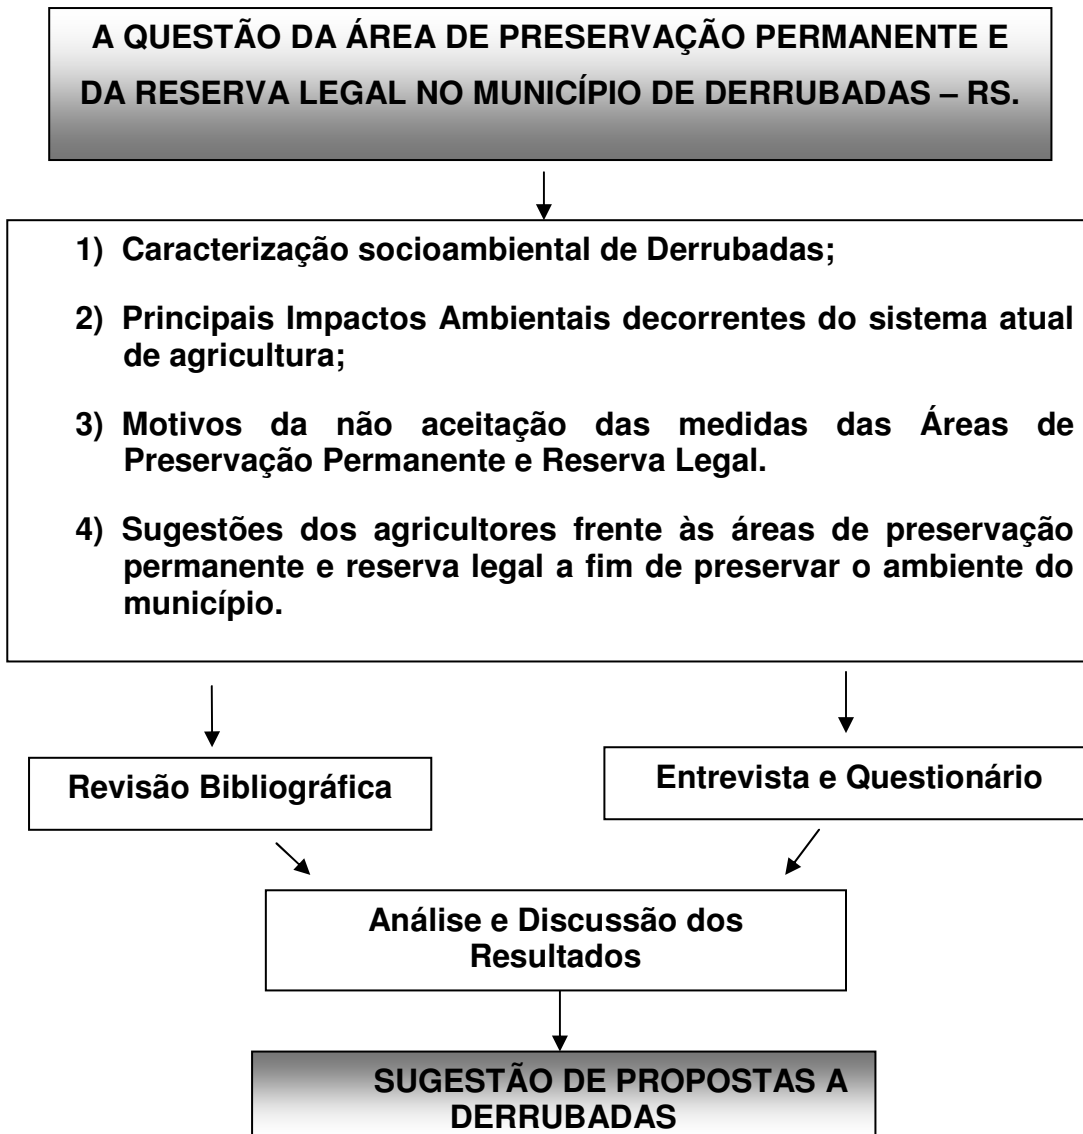 A QUESTÃO DA ÁREA DE PRESERVAÇÃO PERMANENTE E
DA RESERVA LEGAL NO MUNICÍPIO DE DERRUBADAS – RS.
1) Caracterização socioambiental de Derrubadas;
2) Principais Impactos Ambientais decorrentes do sistema atual
de agricultura;
3) Motivos da não aceitação das medidas das Áreas de
Preservação Permanente e Reserva Legal.
4) Sugestões dos agricultores frente às áreas de preservação
permanente e reserva legal a fim de preservar o ambiente do
município.
Revisão Bibliográfica
Entrevista e Questionário
Análise e Discussão dos
Resultados
SUGESTÃO DE PROPOSTAS A
DERRUBADAS